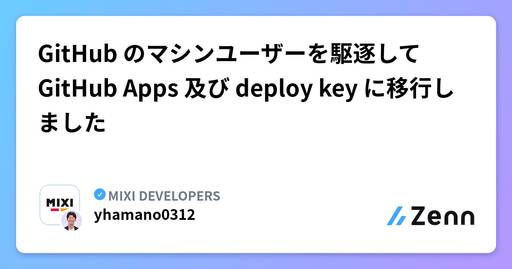 GitHub のマシンユーザーを駆逐して
GitHub Apps 及び deploy key に移行し
ました
MIXI
MIXI DEVELOPERS
yhamano0312
Zenn